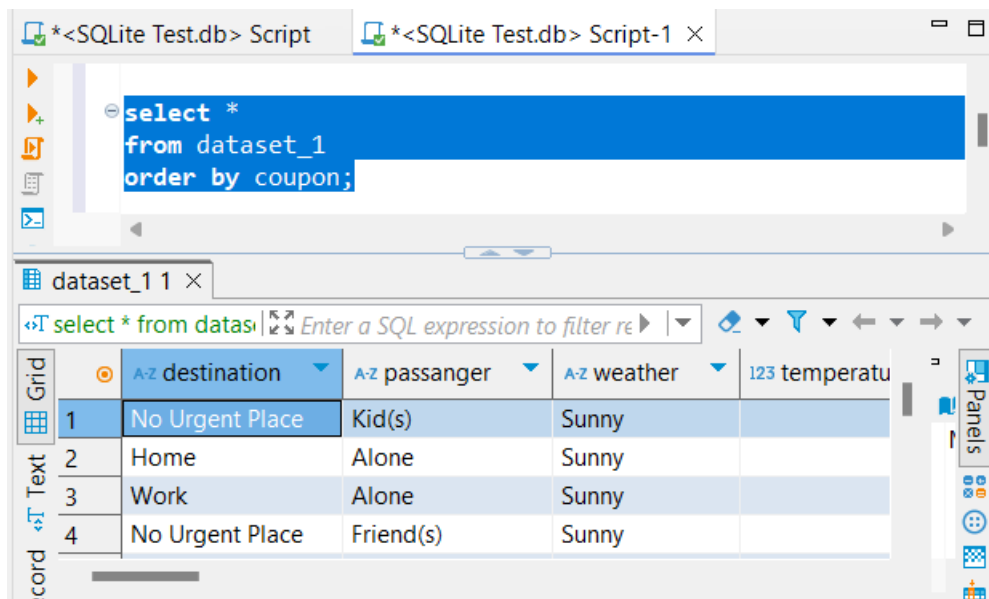 *<SQLite Test.db> Script
*<SQLite Test.db> Script-1
select *
from dataset_1
order by coupon;
dataset_1 1
select * from datas
Enter a SQL expression to filter re
Grid
A-Z destination
A-Z passanger
A-Z weather
123 temperatu
Panels
1 No Urgent Place Kid(s) Sunny
2 Home Alone Sunny
Text
3 Work Alone Sunny
4 No Urgent Place Friend(s) Sunny
cord